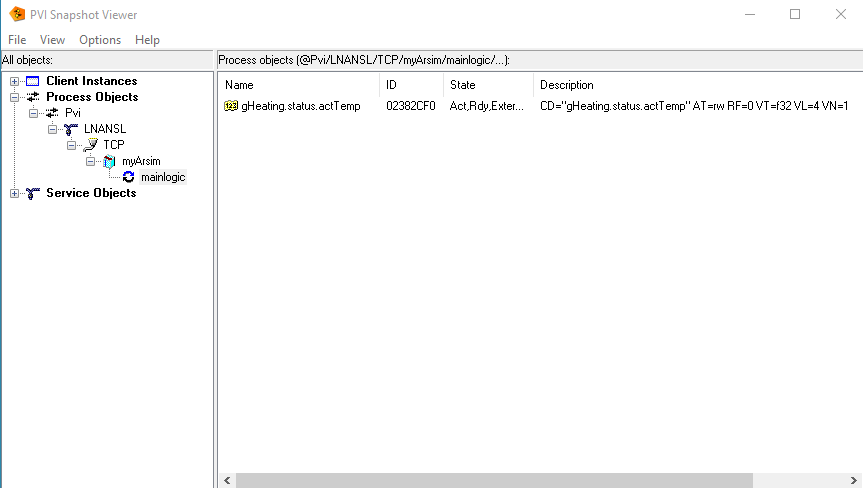 PVI Snapshot Viewer
File View Options Help
All objects:
Process objects (@Pvi/LNANSL/TCP/myArsim/mainlogic/...):
Client Instances
Process Objects
Pvi
LNANSL
TCP
myArsim
mainlogic
Service Objects
Name ID State Description
123 gHeating.status.actTemp 02382CF0 Act,Rdy,Exter... CD="gHeating.status.actTemp" AT=rw RF=0 VT=f32 VL=4 VN=1